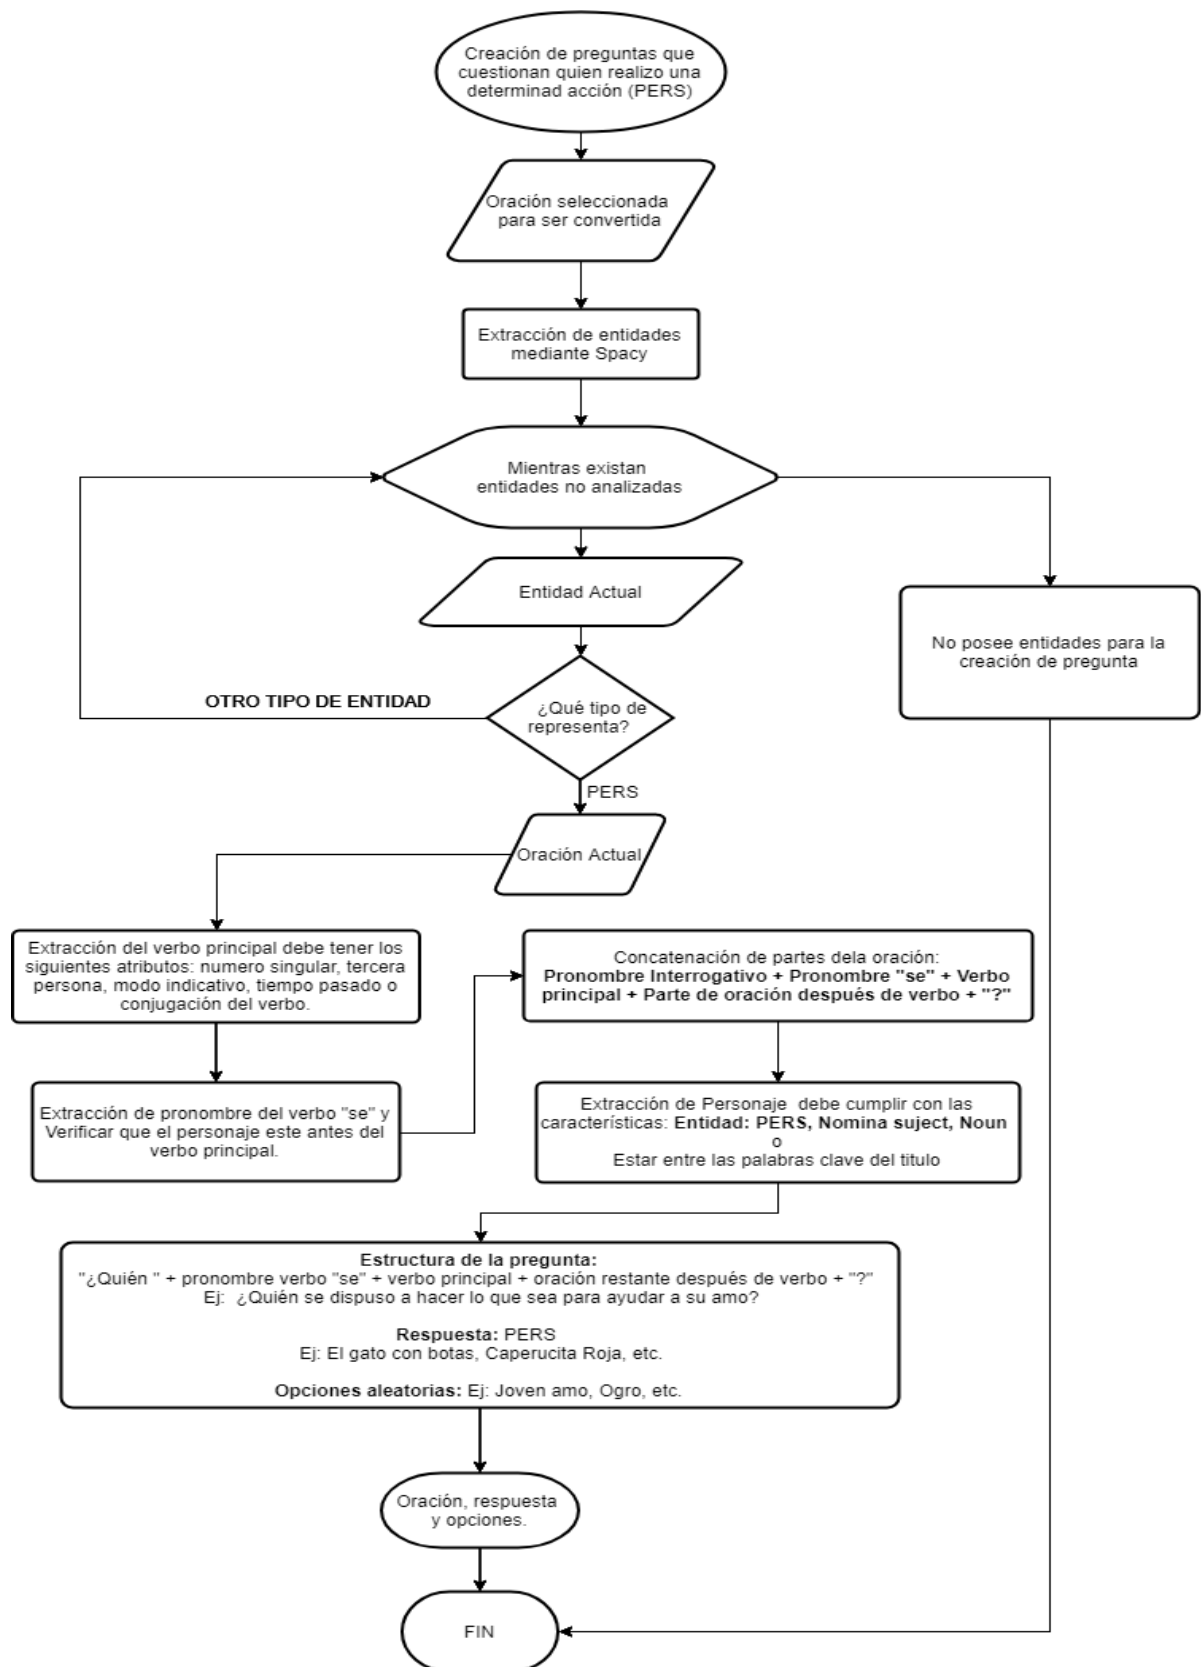 Creación de preguntas que
cuestionan quien realizo una
determinad acción (PERS)
Oración seleccionada
para ser convertida
Extracción de entidades
mediante Spacy
Mientras existan
entidades no analizadas
Entidad Actual
No posee entidades para la
creación de pregunta
OTRO TIPO DE ENTIDAD
¿Qué tipo de
representa?
PERS
Oración Actual
Extracción del verbo principal debe tener los
siguientes atributos: numero singular, tercera
persona, modo indicativo, tiempo pasado o
conjugación del verbo.
Extracción de pronombre del verbo "se" y
Verificar que el personaje este antes del
verbo principal.
Concatenación de partes dela oración:
Pronombre Interrogativo + Pronombre "se" + Verbo
principal + Parte de oración después de verbo + "?"
Extracción de Personaje debe cumplir con las
características: Entidad: PERS, Nomina suject, Noun
o
Estar entre las palabras clave del titulo
Estructura de la pregunta:
"¿Quién " + pronombre verbo "se" + verbo principal + oración restante después de verbo + "?"
Ej: ¿Quién se dispuso a hacer lo que sea para ayudar a su amo?
Respuesta: PERS
Ej: El gato con botas, Caperucita Roja, etc.
Opciones aleatorias: Ej: Joven amo, Ogro, etc.
Oración, respuesta
y opciones.
FIN